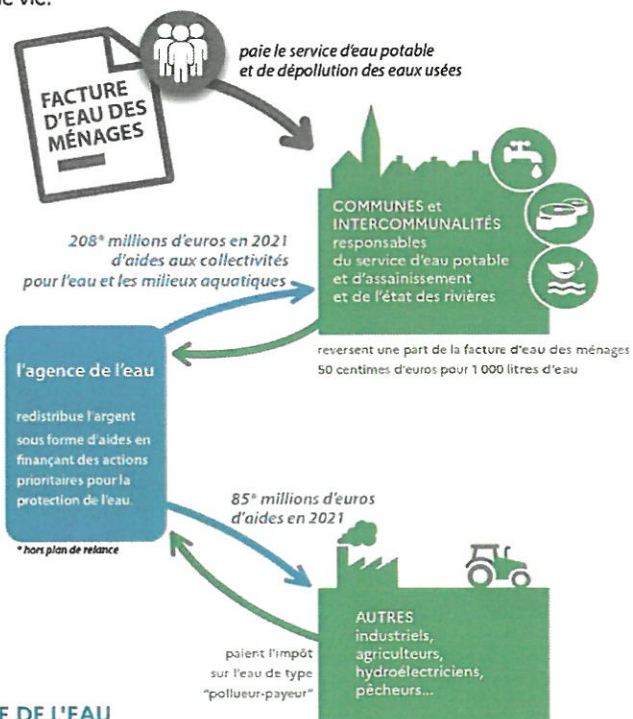 de vie.
paie le service d'eau potable
et de dépollution des eaux usées
FACTURE
D'EAU DES
MÉNAGES
COMMUNES et
INTERCOMMUNALITÉS
responsables
du service d'eau potable
et d'assainissement
et de l'état des rivières
208* millions d'euros en 2021
d'aides aux collectivités
pour l'eau et les milieux aquatiques
reversent une part de la facture d'eau des ménages
50 centimes d'euros pour 1 000 litres d'eau
l'agence de l'eau
redistribue l'argent
sous forme d'aides en
finançant des actions
prioritaires pour la
protection de l'eau.
* hors plan de relance
85* millions d'euros
d'aides en 2021
paient l'impôt
sur l'eau de type
"pollueur-payeur"
AUTRES
industriels,
agriculteurs,
hydroélectriciens,
pêcheurs...
DE L'EAU